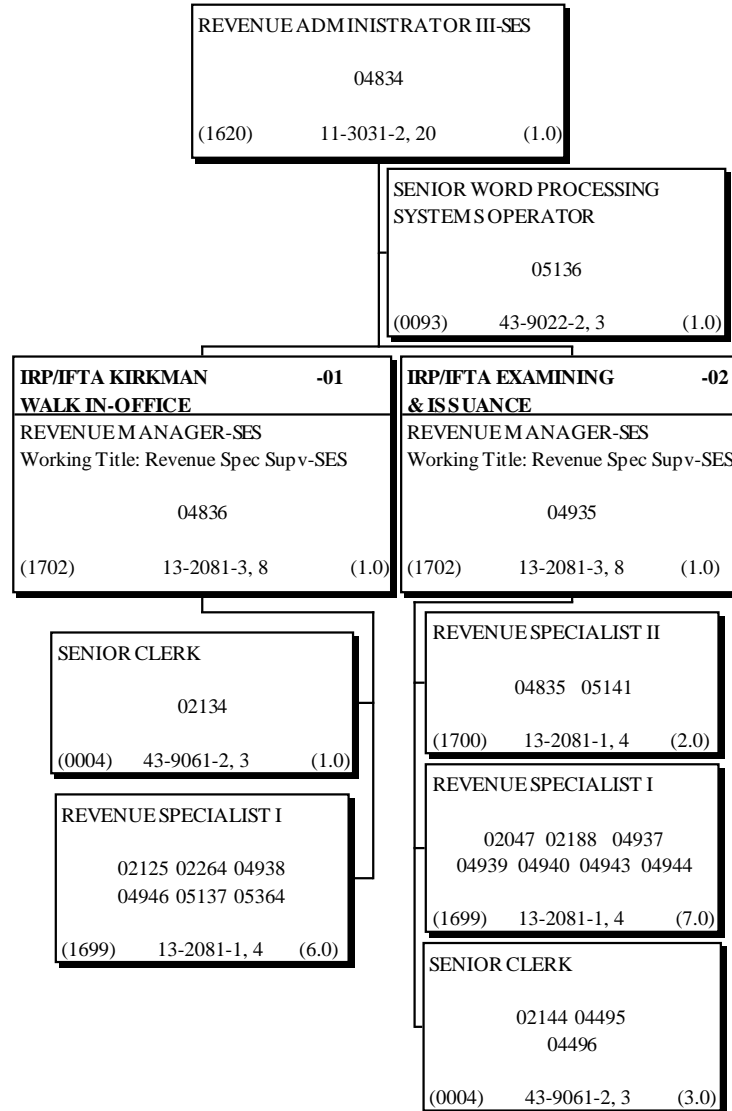 REVENUE ADMINISTRATOR III-SES
04834
(1620) 11-3031-2, 20 (1.0)
SENIOR WORD PROCESSING
SYSTEMS OPERATOR
05136
(0093) 43-9022-2, 3 (1.0)
IRP/IFTA KIRKMAN -01
WALK IN-OFFICE
REVENUE MANAGER-SES
Working Title: Revenue Spec Supv-SES
04836
(1702) 13-2081-3, 8 (1.0)
IRP/IFTA EXAMINING -02
& ISSUANCE
REVENUE MANAGER-SES
Working Title: Revenue Spec Supv-SES
04935
(1702) 13-2081-3, 8 (1.0)
SENIOR CLERK
02134
(0004) 43-9061-2, 3 (1.0)
REVENUE SPECIALIST I
02125 02264 04938
04946 05137 05364
(1699) 13-2081-1, 4 (6.0)
REVENUE SPECIALIST II
04835 05141
(1700) 13-2081-1, 4 (2.0)
REVENUE SPECIALIST I
02047 02188 04937
04939 04940 04943 04944
(1699) 13-2081-1, 4 (7.0)
SENIOR CLERK
02144 04495
04496
(0004) 43-9061-2, 3 (3.0)